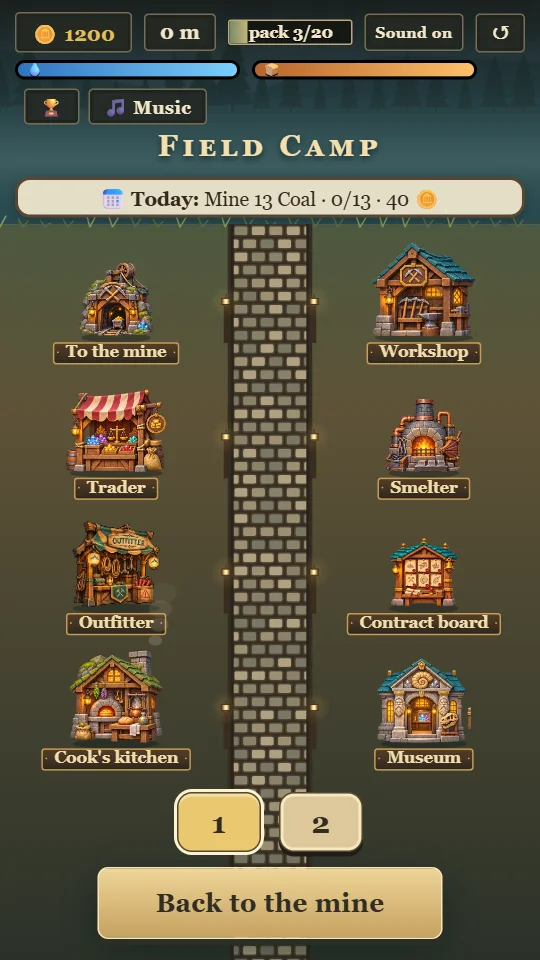 1200
0 m
pack 3/20
Sound on
↺
Music
Field Camp
Today: Mine 13 Coal · 0/13 · 40
To the mine
Workshop
Trader
Smelter
OUTFITTER
Outfitter
Contract board
Cook's kitchen
Museum
1
2
Back to the mine